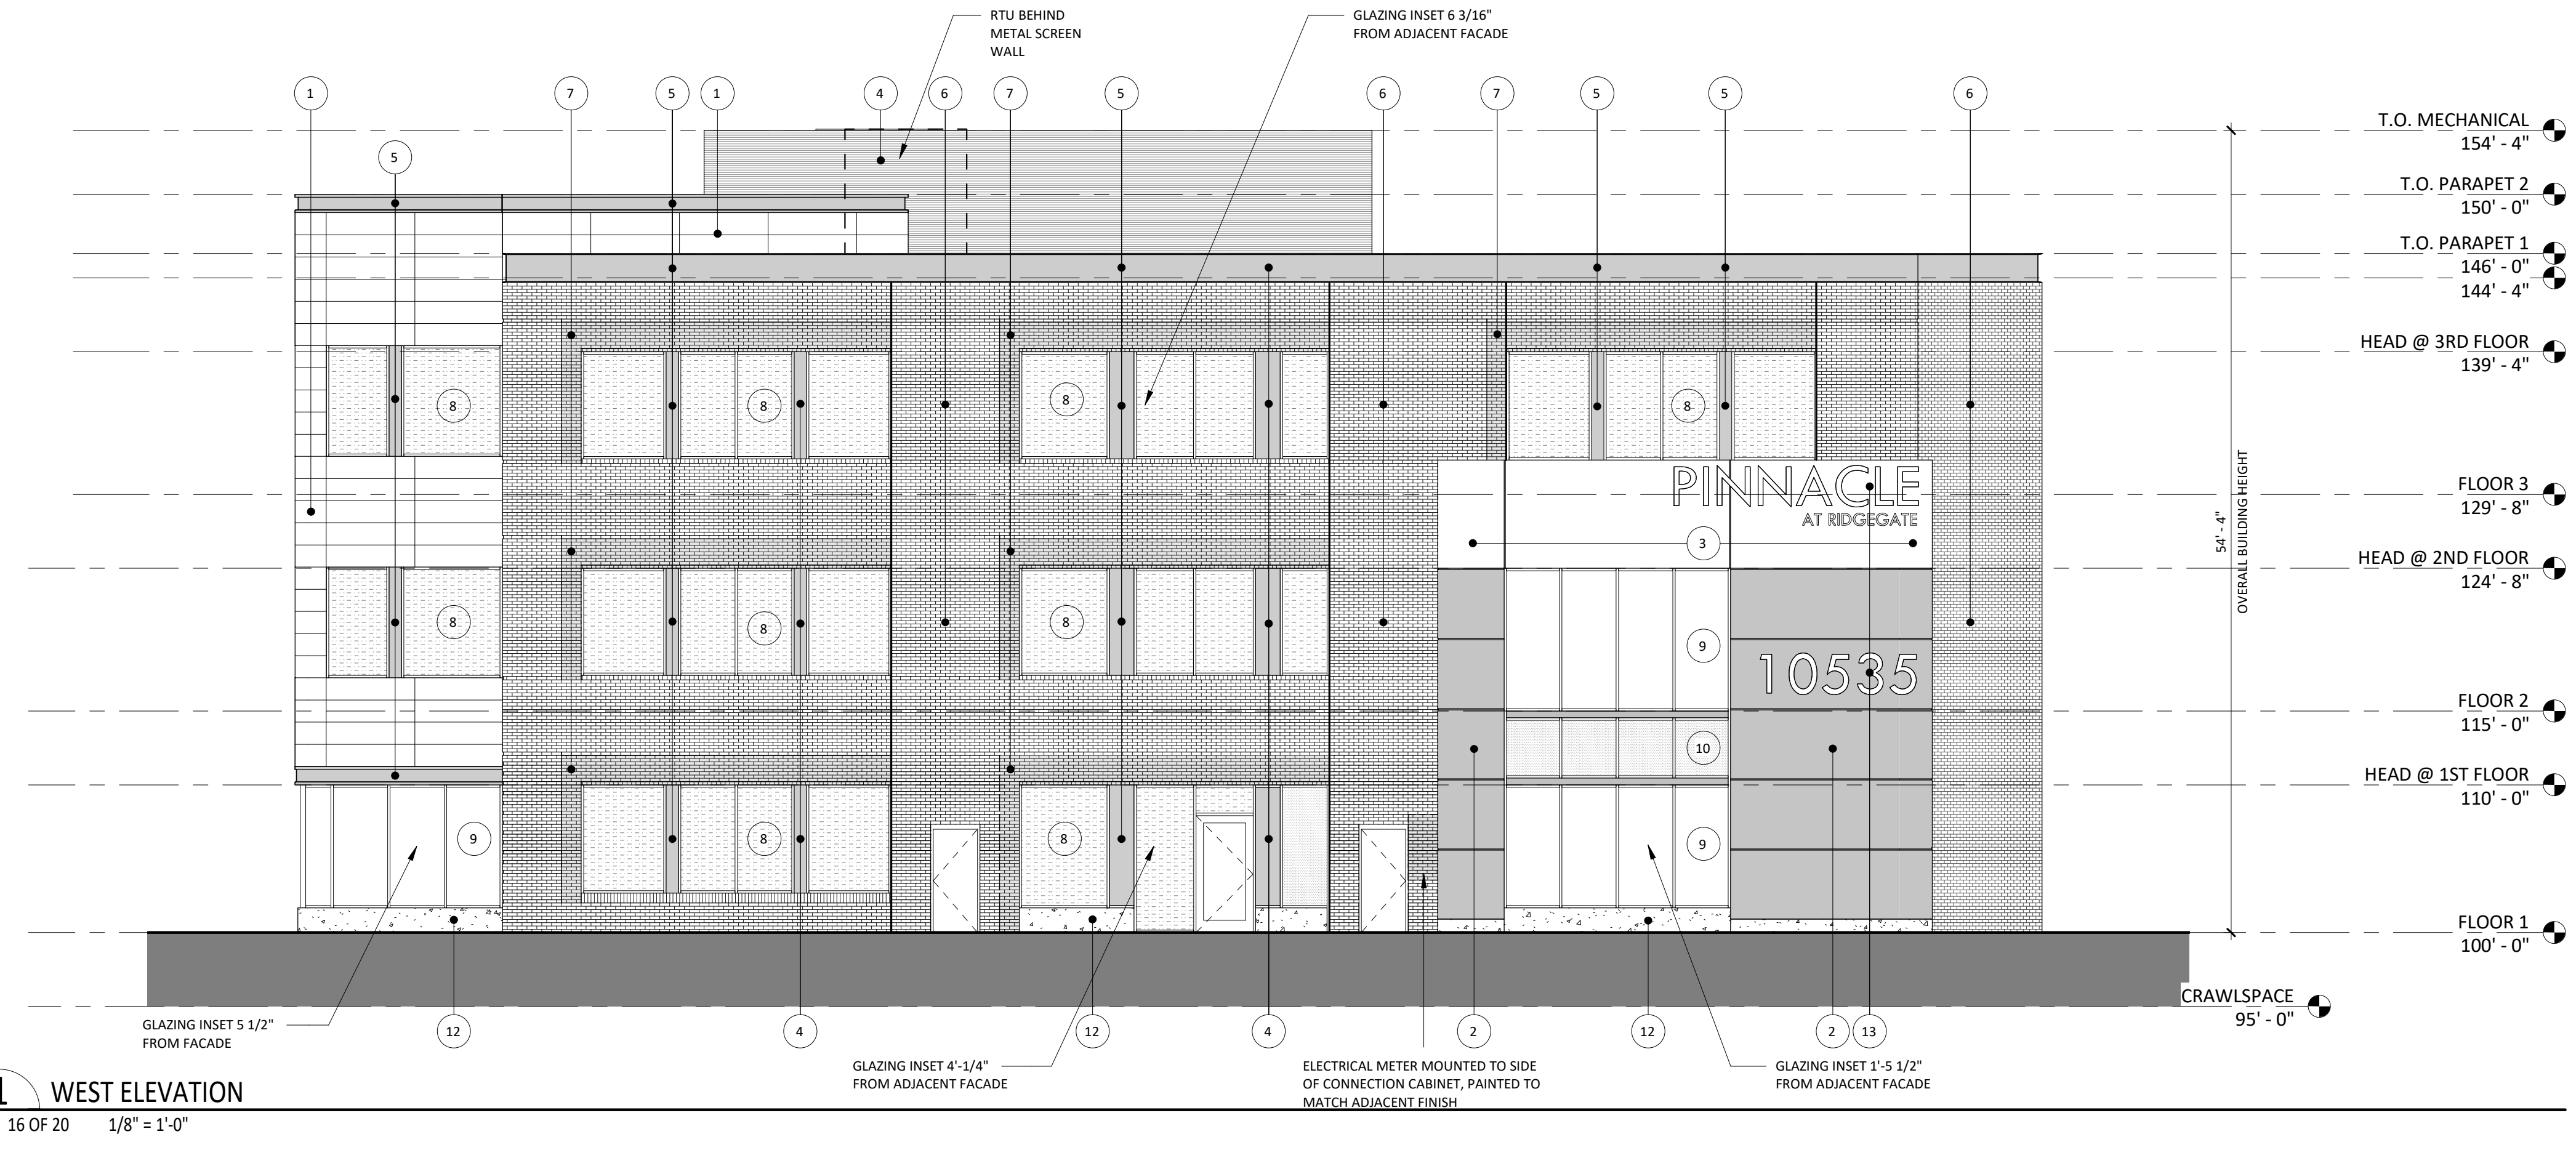 RTU BEHIND
METAL SCREEN
WALL
GLAZING INSET 6 3/16"
FROM ADJACENT FACADE
1
7
5
1
4
6
7
5
6
7
5
5
6
5
T.O. MECHANICAL
154' - 4"
T.O. PARAPET 2
150' - 0"
T.O. PARAPET 1
146' - 0"
144' - 4"
HEAD @ 3RD FLOOR
139' - 4"
8
8
8
8
PINNACLE
AT RIDGEGATE
3
FLOOR 3
129' - 8"
54' - 4"
OVERALL BUILDING HEIGHT
HEAD @ 2ND FLOOR
124' - 8"
8
8
8
9
10535
FLOOR 2
115' - 0"
10
HEAD @ 1ST FLOOR
110' - 0"
9
8
8
9
FLOOR 1
100' - 0"
CRAWLSPACE
95' - 0"
GLAZING INSET 5 1/2"
FROM FACADE
12
4
12
4
2
12
2
13
GLAZING INSET 4'-1/4"
FROM ADJACENT FACADE
ELECTRICAL METER MOUNTED TO SIDE
OF CONNECTION CABINET, PAINTED TO
MATCH ADJACENT FINISH
GLAZING INSET 1'-5 1/2"
FROM ADJACENT FACADE
1 WEST ELEVATION
16 OF 20 1/8" = 1'-0"